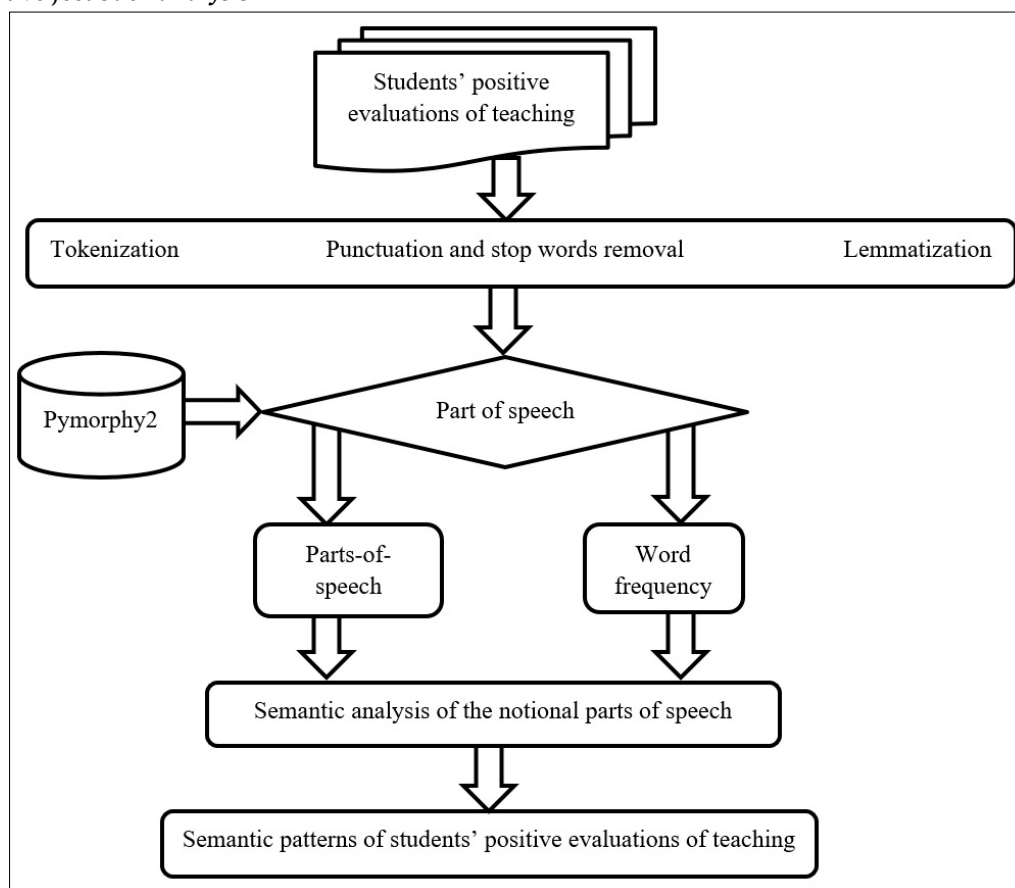 Students’ positive
evaluations of teaching
Tokenization Punctuation and stop words removal Lemmatization
Pymorphy2
Part of speech
Parts-of-
speech
Word
frequency
Semantic analysis of the notional parts of speech
Semantic patterns of students’ positive evaluations of teaching